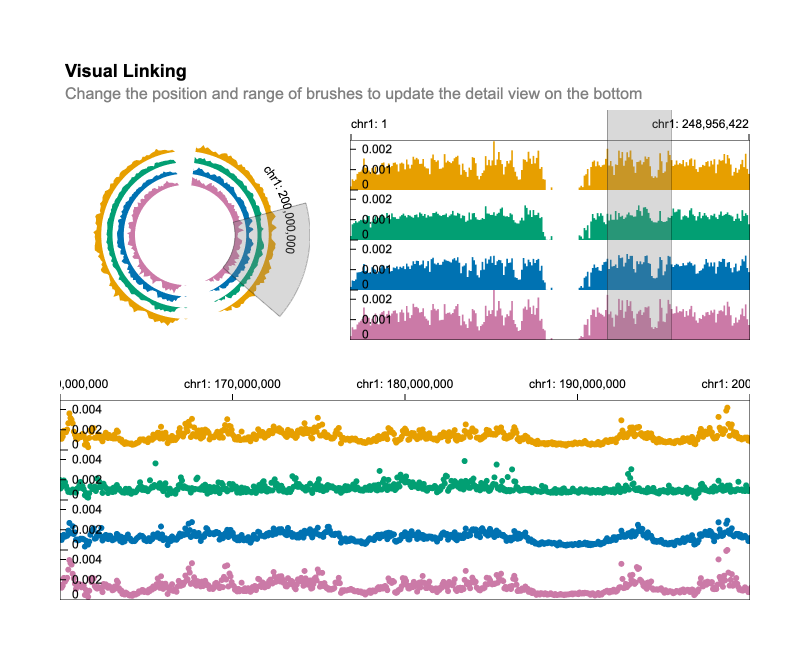 Visual Linking
Change the position and range of brushes to update the detail view on the bottom
chr1: 1
chr1: 248,956,422
chr1: 200,000,000
0.002
0.001
0
0.002
0.001
0
0.002
0.001
0
0.002
0.001
0
0,000,000
chr1: 170,000,000
chr1: 180,000,000
chr1: 190,000,000
chr1: 200
0.004
0.002
0
0.004
0.002
0
0.004
0.002
0
0.004
0.002
0